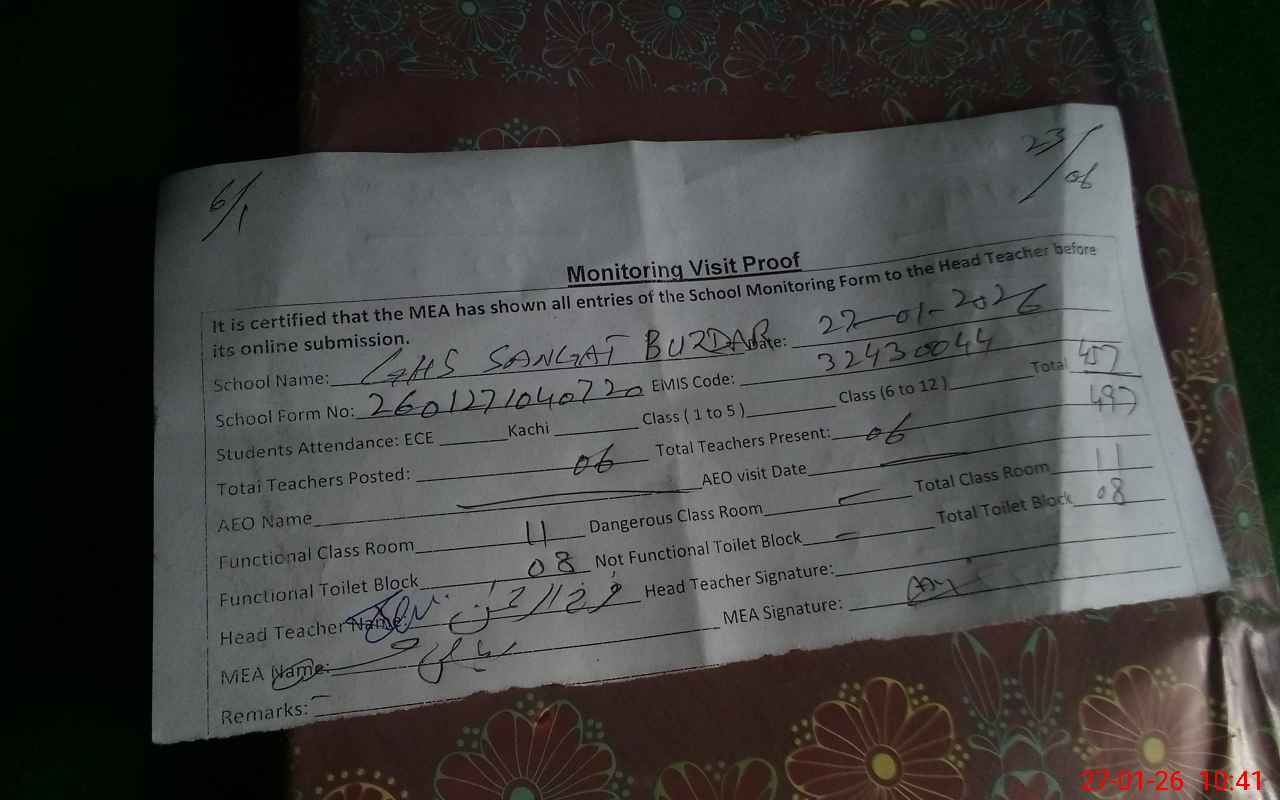 6/1
23/06
Monitoring Visit Proof
It is certified that the MEA has shown all entries of the School Monitoring Form to the Head Teacher before
its online submission.
School Name: GHS SANGAT BUZDAR Date: 27-01-2026
School Form No: 2601271040720 EMIS Code: 32430044
Students Attendance: ECE Kachi Class ( 1 to 5 ) Class (6 to 12 ) Total
Total Teachers Posted: 06 Total Teachers Present: 06
AEO Name AEO visit Date
Functional Class Room 11 Dangerous Class Room Total Class Room 11
Functional Toilet Block 08 Not Functional Toilet Block Total Toilet Block 08
Head Teacher Name: Head Teacher Signature:
MEA Name: MEA Signature:
Remarks:
27-01-26 10:41